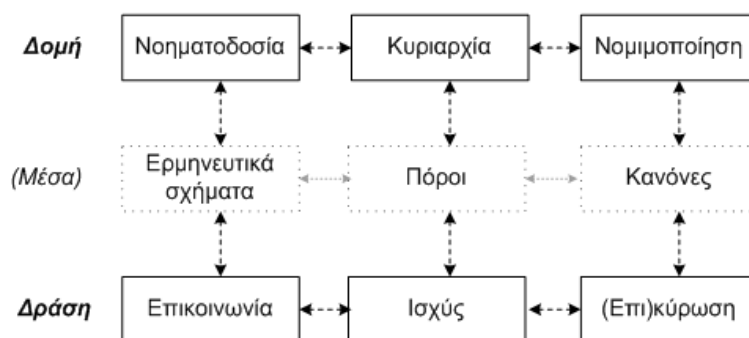 Δομή Νοηματοδοσία Κυριαρχία Νομιμοποίηση
(Μέσα) Ερμηνευτικά σχήματα Πόροι Κανόνες
Δράση Επικοινωνία Ισχύς (Επι)κύρωση